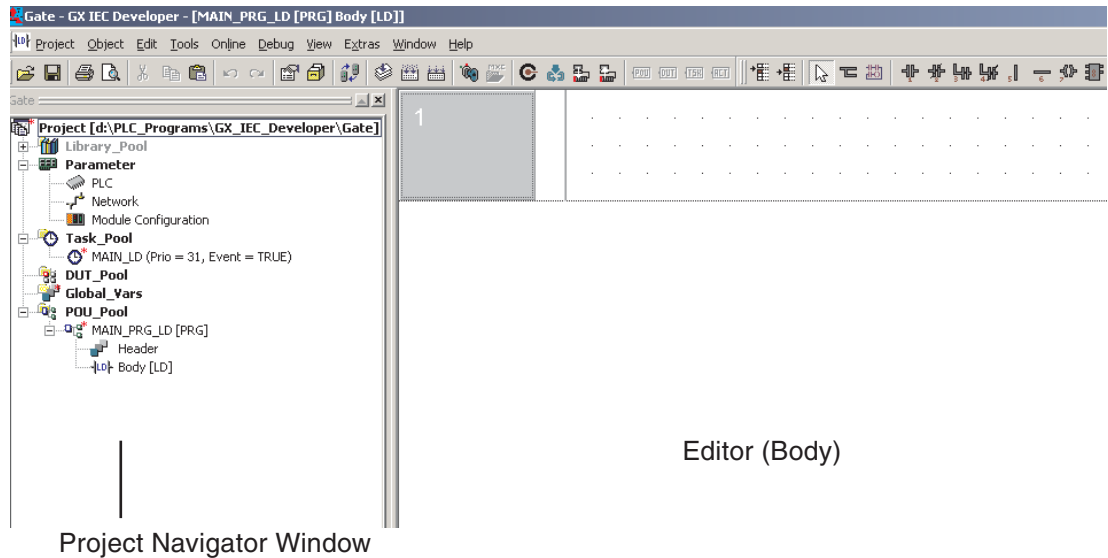 Gate - GX IEC Developer - [MAIN_PRG_LD [PRG] Body [LD]]
Project Object Edit Tools Online Debug View Extras Window Help
Gate
Project [d:\PLC_Programs\GX_IEC_Developer\Gate]
Library_Pool
Parameter
PLC
Network
Module Configuration
Task_Pool
MAIN_LD (Prio = 31, Event = TRUE)
DUT_Pool
Global_Vars
POU_Pool
MAIN_PRG_LD [PRG]
Header
LD Body [LD]
1
Editor (Body)
Project Navigator Window